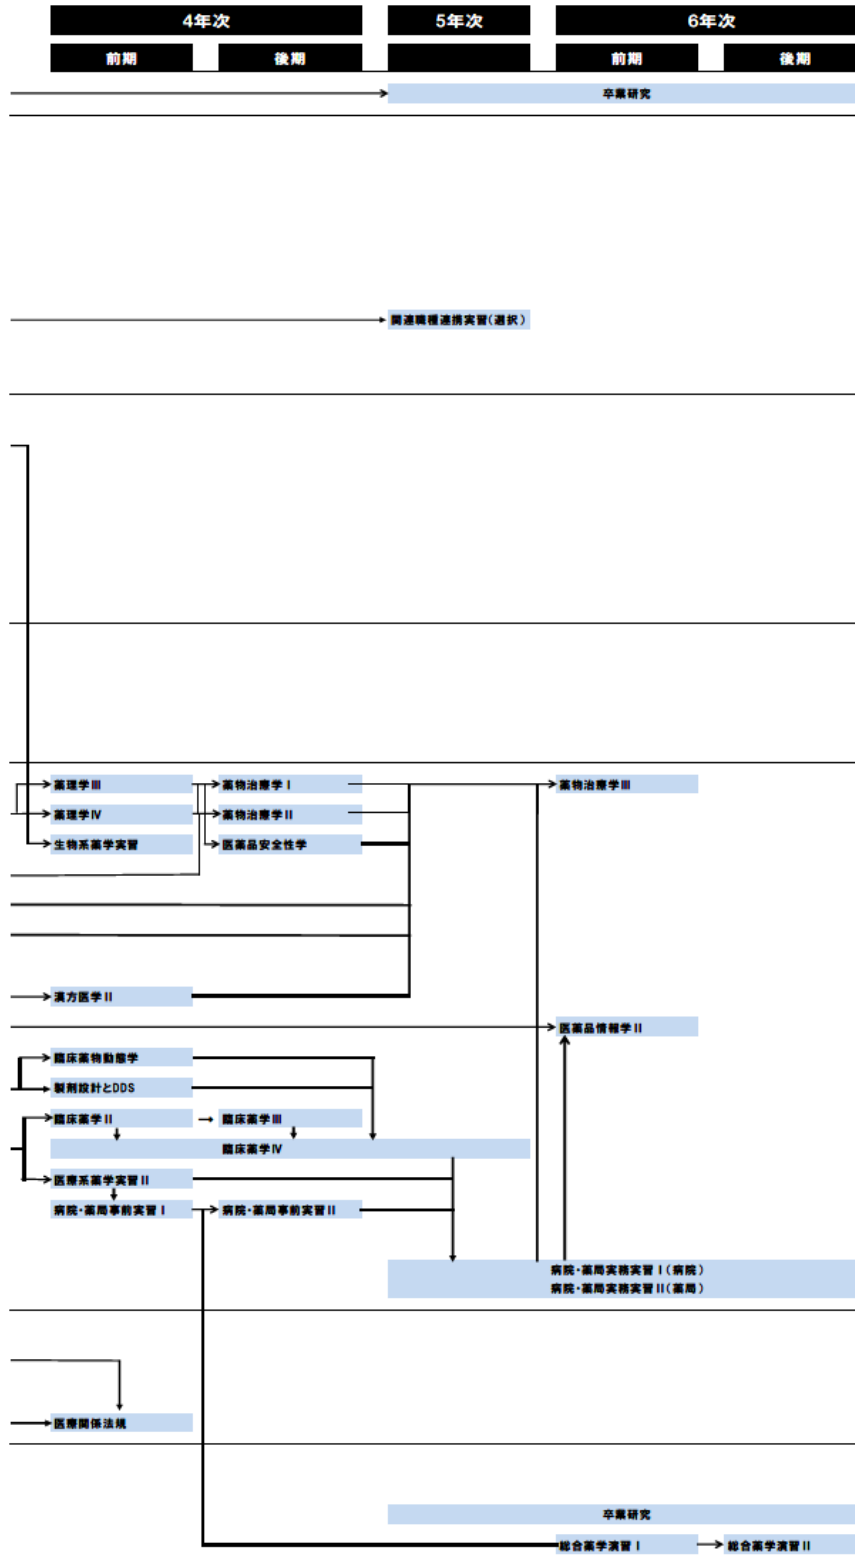 4年次 5年次 6年次
前期 後期 前期 後期
卒業研究
関連職種連携実習(選択)
薬理学III 薬物治療学I 薬物治療学III
薬理学IV 薬物治療学II
生物系薬学実習 医薬品安全性学
漢方医学II
医薬品情報学II
臨床薬物動態学
製剤設計とDDS
臨床薬学II 臨床薬学III
臨床薬学IV
医療系薬学実習II
病院・薬局事前実習I 病院・薬局事前実習II
病院・薬局実務実習I(病院)
病院・薬局実務実習II(薬局)
医療関係法規
卒業研究
総合薬学演習I 総合薬学演習II